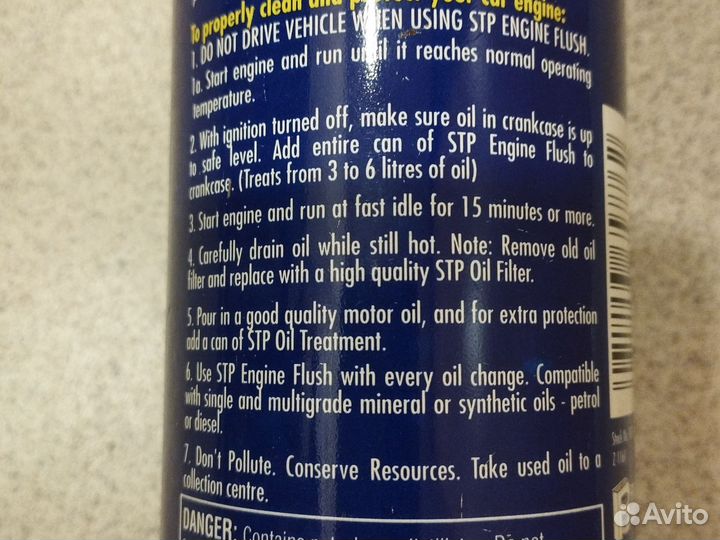 To properly clean and protect your car engine:
1. DO NOT DRIVE VEHICLE WHEN USING STP ENGINE FLUSH.
1a. Start engine and run until it reaches normal operating
temperature.
2. With ignition turned off, make sure oil in crankcase is up
to safe level. Add entire can of STP Engine Flush to
crankcase. (Treats from 3 to 6 litres of oil)
3. Start engine and run at fast idle for 15 minutes or more.
4. Carefully drain oil while still hot. Note: Remove old oil
filter and replace with a high quality STP Oil Filter.
5. Pour in a good quality motor oil, and for extra protection
add a can of STP Oil Treatment.
6. Use STP Engine Flush with every oil change. Compatible
with single and multigrade mineral or synthetic oils - petrol
or diesel.
7. Don't Pollute. Conserve Resources. Take used oil to a
collection centre.
DANGER: Contains
Avito